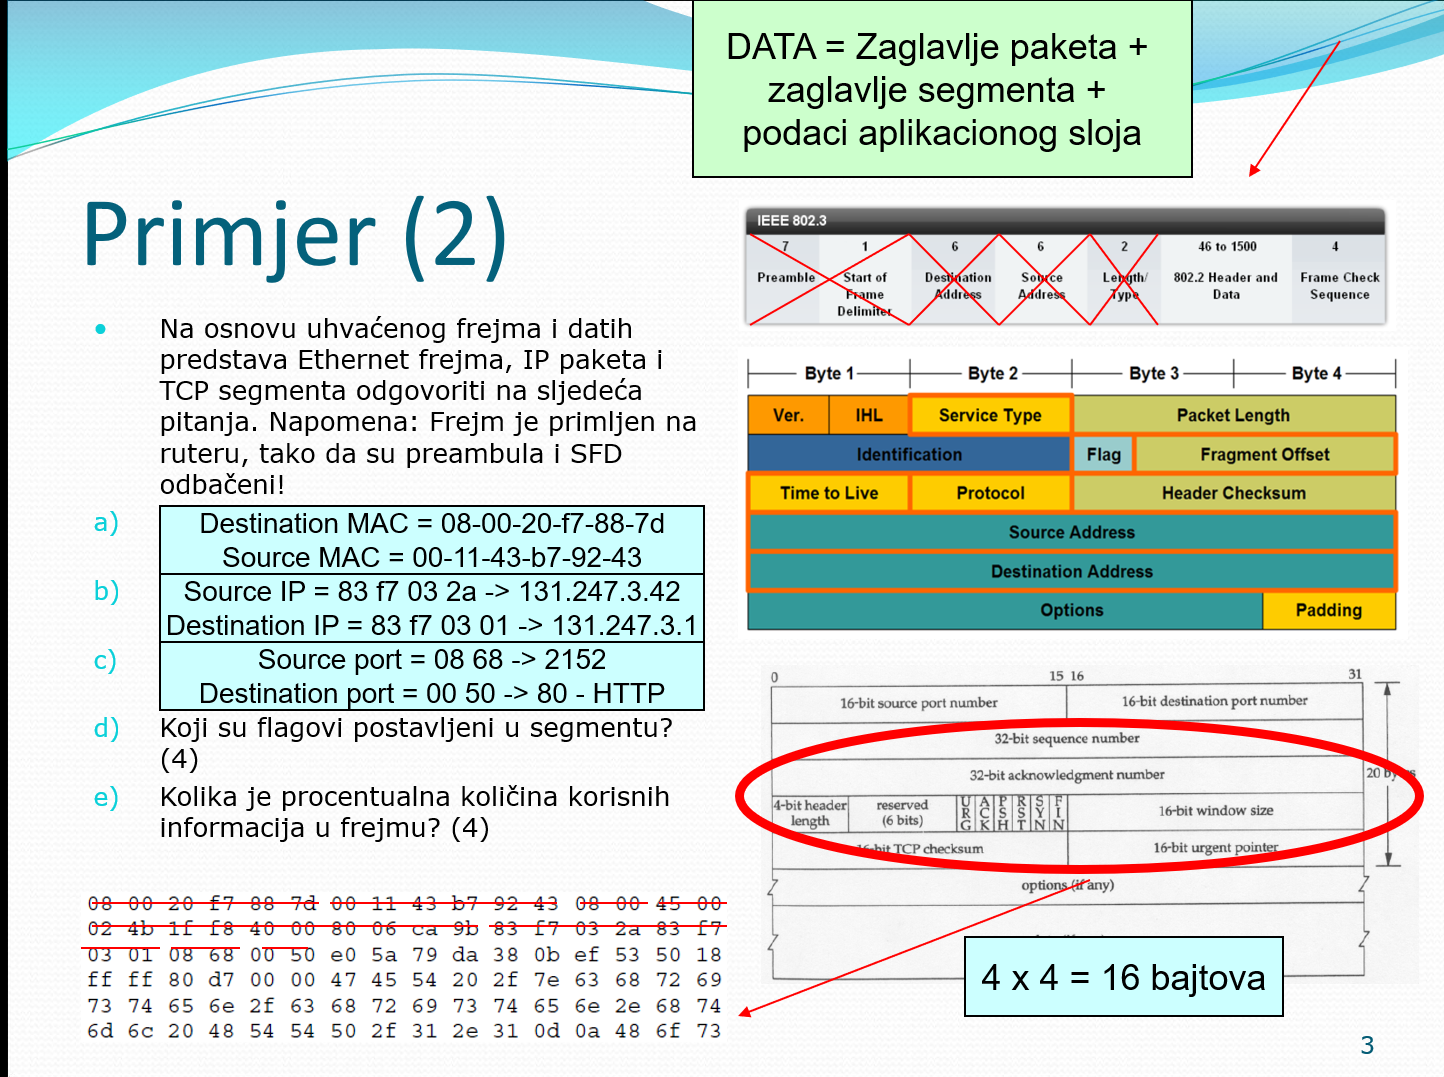 DATA = Zaglavlje paketa +
zaglavlje segmenta +
podaci aplikacionog sloja
Primjer (2)
• Na osnovu uhvaćenog frejma i datih
predstava Ethernet frejma, IP paketa i
TCP segmenta odgovoriti na sljedeća
pitanja. Napomena: Frejm je primljen na
ruteru, tako da su preambula i SFD
odbačeni!
a) Destination MAC = 08-00-20-f7-88-7d
Source MAC = 00-11-43-b7-92-43
b) Source IP = 83 f7 03 2a -> 131.247.3.42
Destination IP = 83 f7 03 01 -> 131.247.3.1
c) Source port = 08 68 -> 2152
Destination port = 00 50 -> 80 - HTTP
d) Koji su flagovi postavljeni u segmentu?
(4)
e) Kolika je procentualna količina korisnih
informacija u frejmu? (4)
08 00 20 f7 88 7d 00 11 43 b7 92 43 08 00 45 00
02 4b 1f f8 40 00 80 06 ca 9b 83 f7 03 2a 83 f7
03 01 08 68 00 50 e0 5a 79 da 38 0b ef 53 50 18
ff ff 80 d7 00 00 47 45 54 20 2f 7e 63 68 72 69
73 74 65 6e 2f 63 68 72 69 73 74 65 6e 2e 68 74
6d 6c 20 48 54 54 50 2f 31 2e 31 0d 0a 48 6f 73
IEEE 802.3
7 1 6 6 2 46 to 1500 4
Preamble Start of Destination Source Length/ 802.2 Header and Frame Check
Frame Address Address Type Data Sequence
Delimiter
Byte 1 Byte 2 Byte 3 Byte 4
Ver. IHL Service Type Packet Length
Identification Flag Fragment Offset
Time to Live Protocol Header Checksum
Source Address
Destination Address
Options Padding
0 15 16 31
16-bit source port number 16-bit destination port number
32-bit sequence number
32-bit acknowledgment number
20 bytes
4-bit header length reserved (6 bits) URG ACK PSH RST SYN FIN 16-bit window size
16-bit TCP checksum 16-bit urgent pointer
options (if any)
4 x 4 = 16 bajtova
3